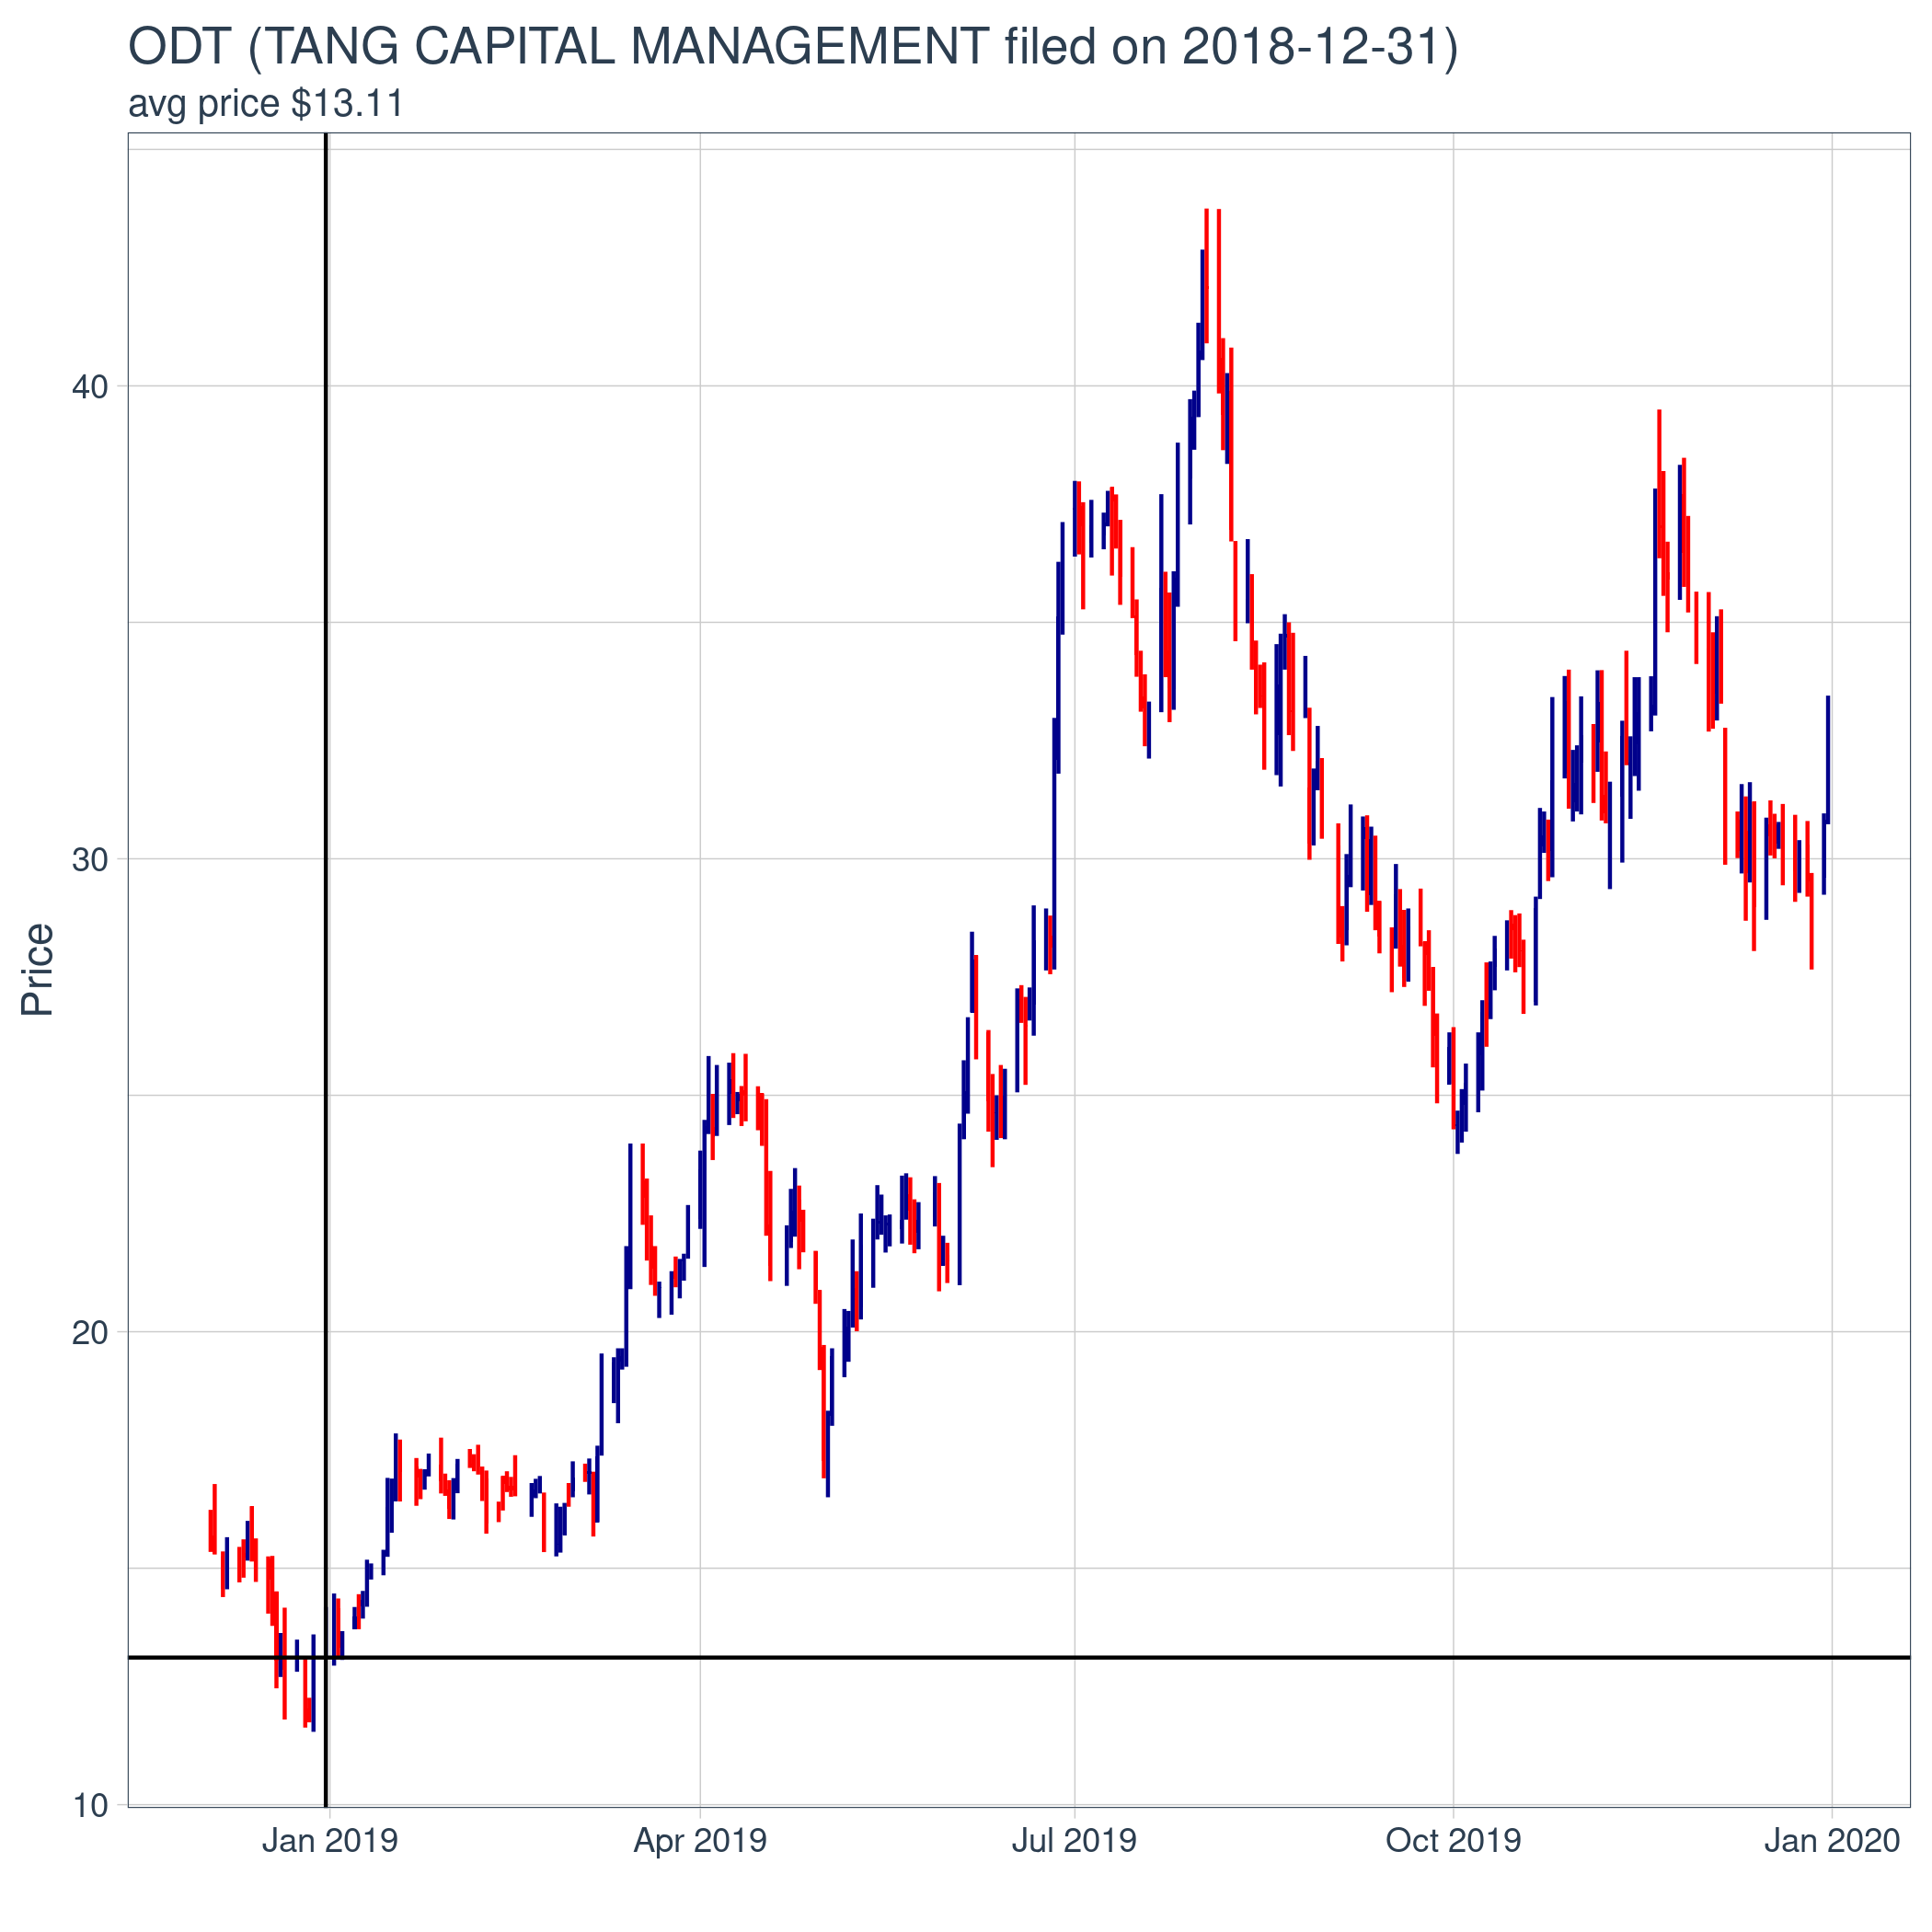 ODT (TANG CAPITAL MANAGEMENT filed on 2018-12-31)
avg price $13.11
Price
40
30
20
10
Jan 2019 Apr 2019 Jul 2019 Oct 2019 Jan 2020